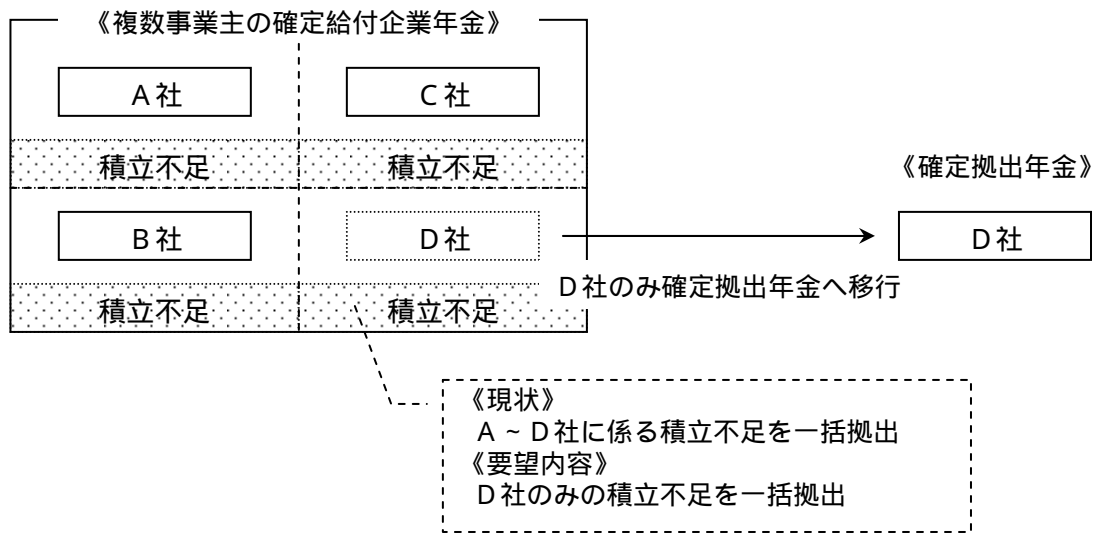 《複数事業主の確定給付企業年金》
A社
C社
積立不足
積立不足
《確定拠出年金》
B社
D社
D社
D社のみ確定拠出年金へ移行
積立不足
積立不足
《現状》
A~D社に係る積立不足を一括拠出
《要望内容》
D社のみの積立不足を一括拠出